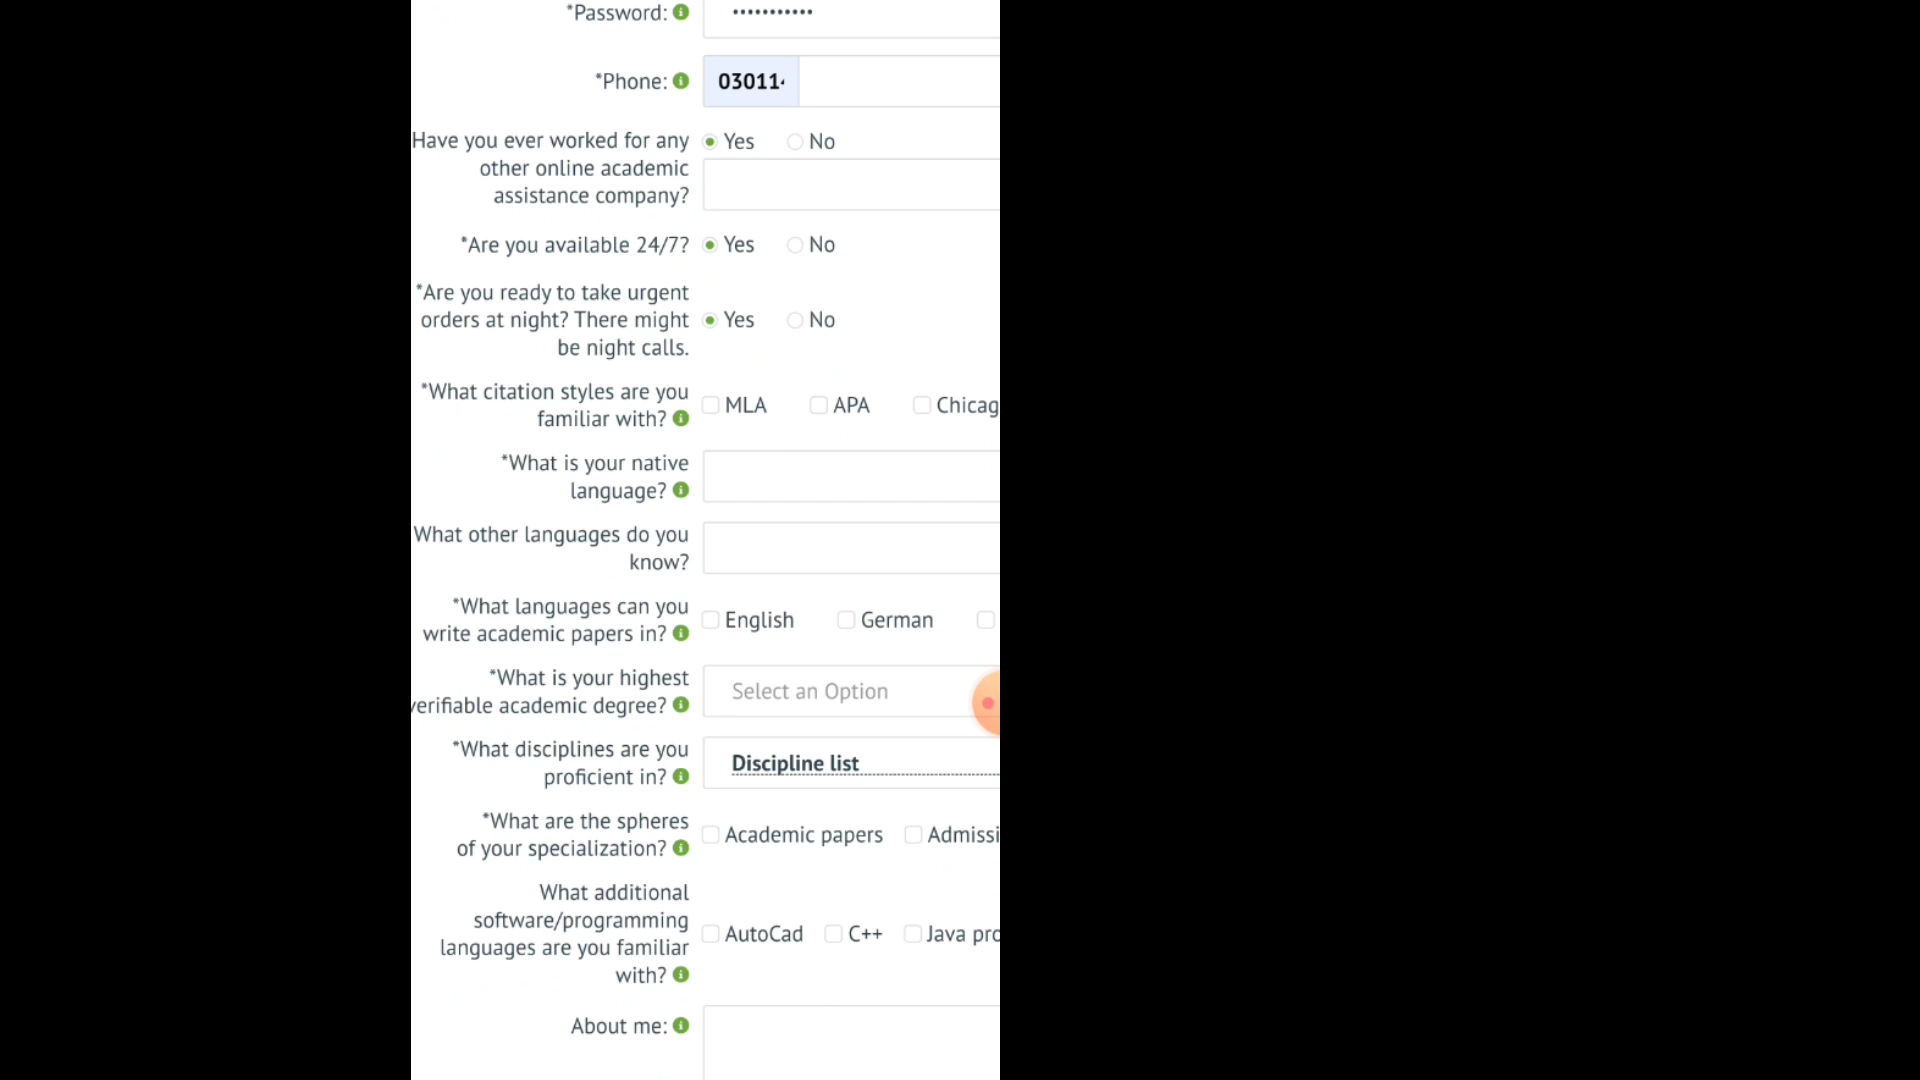 *Password: •••••••••••
*Phone: 03011
Have you ever worked for any
other online academic
assistance company?
Yes No
*Are you available 24/7? Yes No
*Are you ready to take urgent
orders at night? There might
be night calls.
Yes No
*What citation styles are you
familiar with?
MLA APA Chicag
*What is your native
language?
What other languages do you
know?
*What languages can you
write academic papers in?
English German
*What is your highest
verifiable academic degree?
Select an Option
*What disciplines are you
proficient in?
Discipline list
*What are the spheres
of your specialization?
Academic papers Admissi
What additional
software/programming
languages are you familiar
with?
AutoCad C++ Java pro
About me: